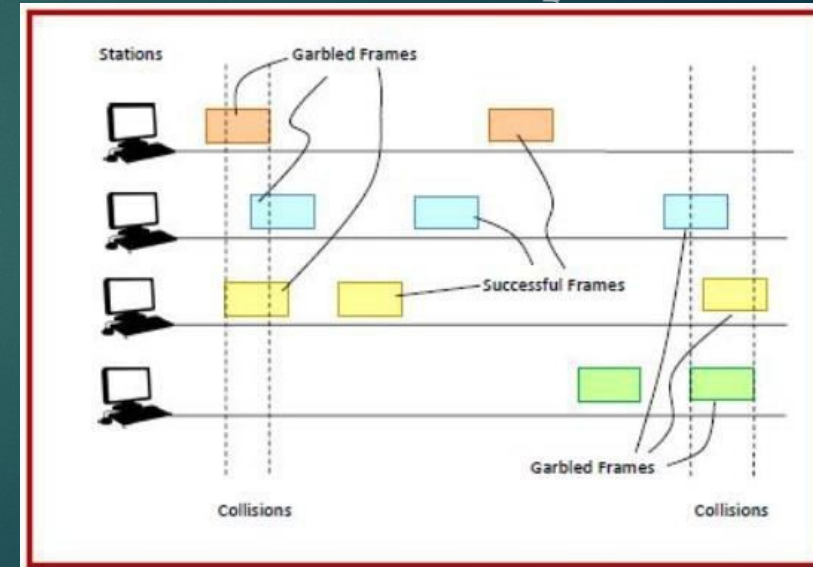 Stations
Garbled Frames
Successful Frames
Garbled Frames
Collisions
Collisions